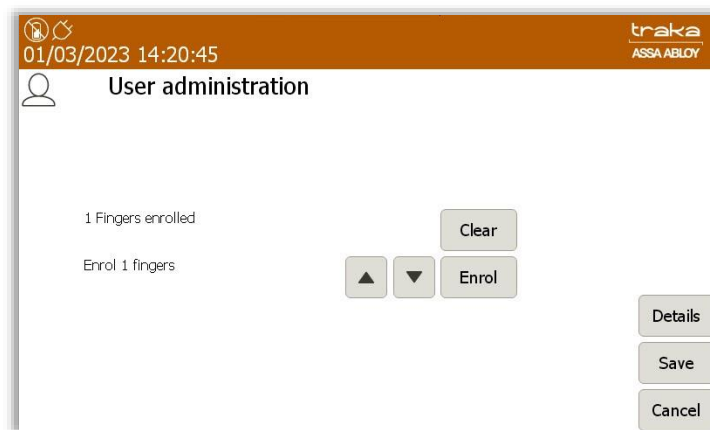 traka
01/03/2023 14:20:45
ASSA ABLOY
User administration
1 Fingers enrolled
Clear
Enrol 1 fingers
Enrol
Details
Save
Cancel